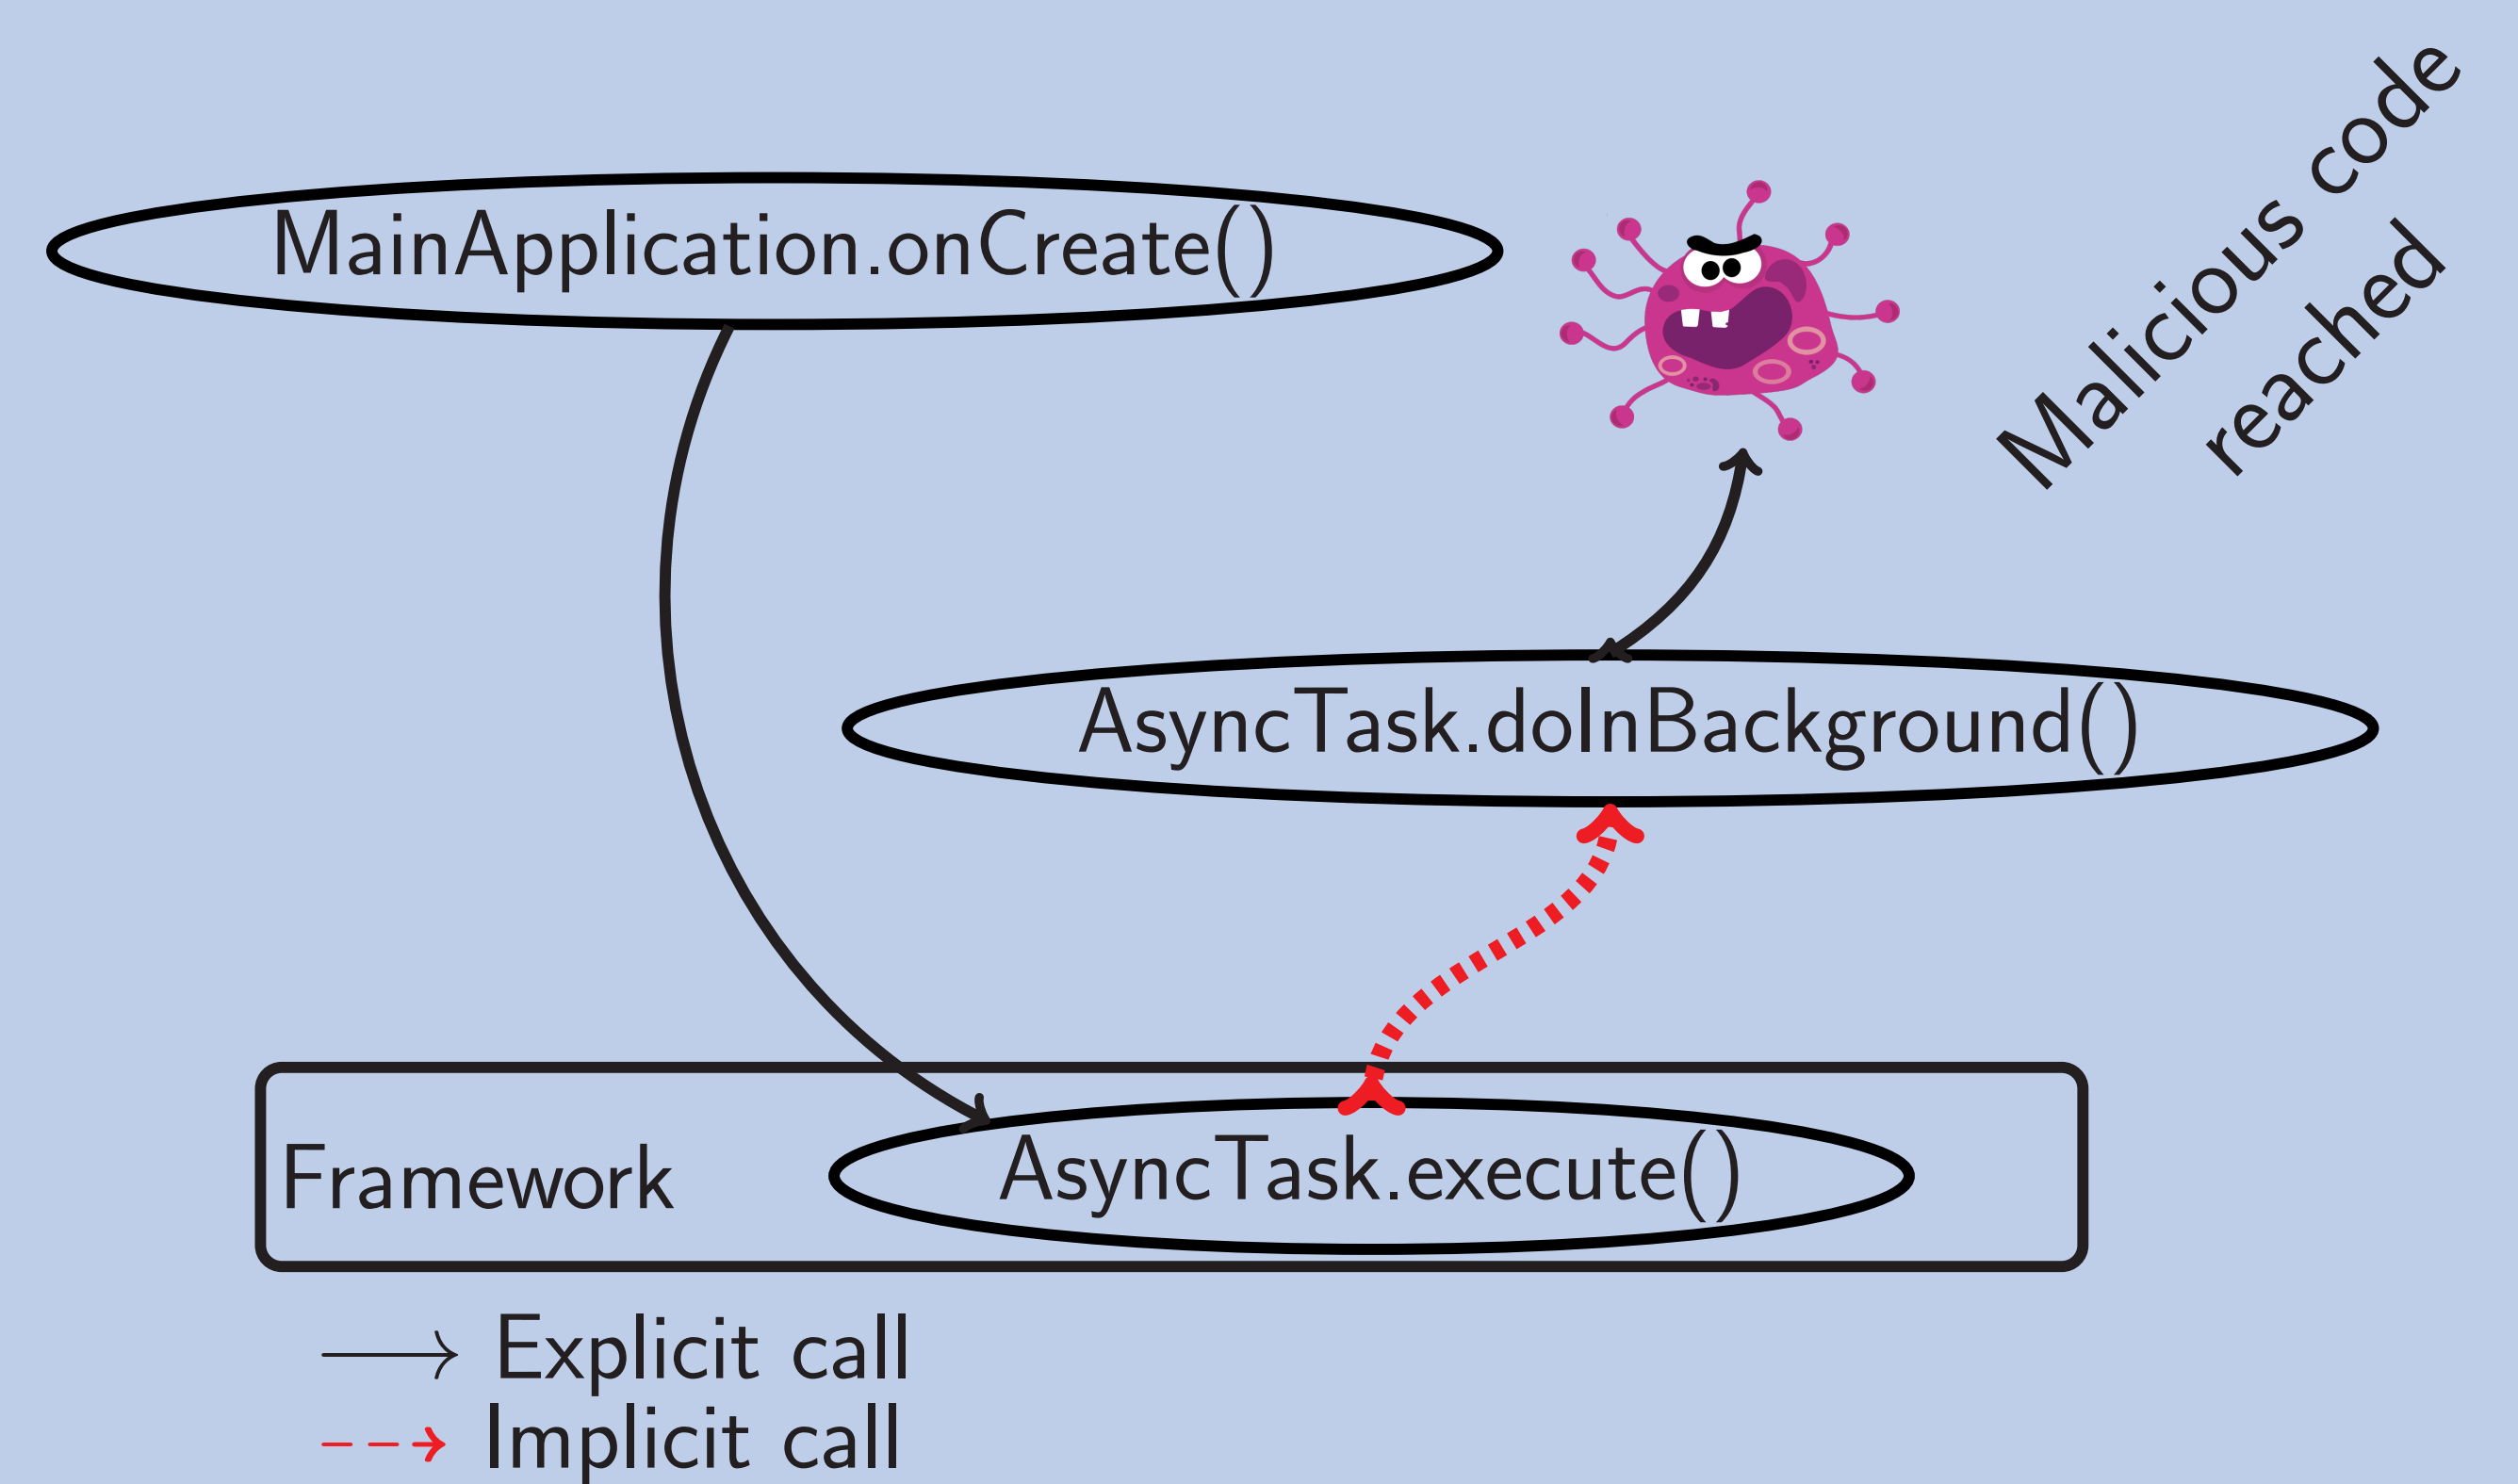 MainApplication.onCreate()
Malicious code
reached
AsyncTask.doInBackground()
Framework
AsyncTask.execute()
Explicit call
Implicit call